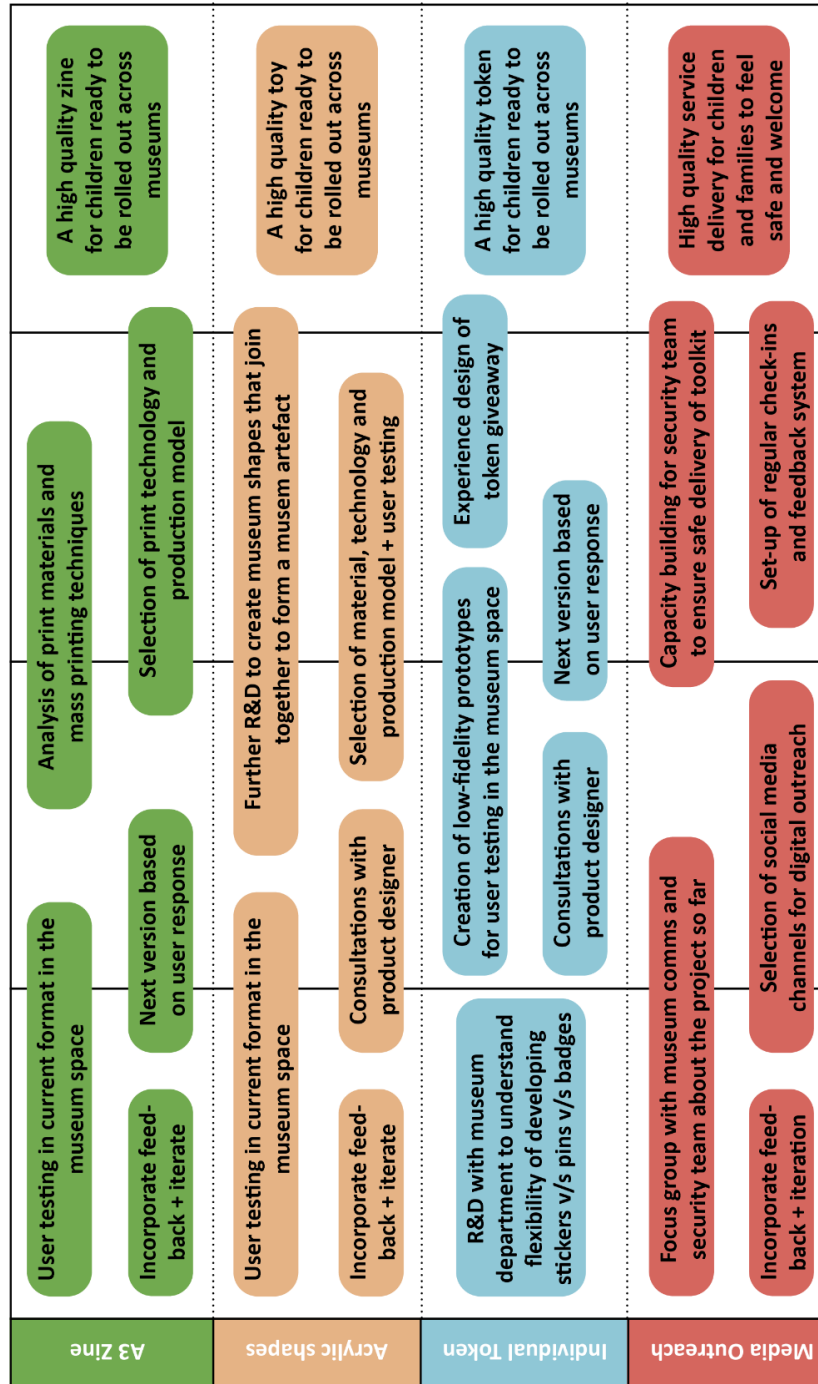 A3 Zine
User testing in current format in the
museum space
Analysis of print materials and
mass printing techniques
Incorporate feed-
back + iterate
Next version based
on user response
Selection of print technology and
production model
A high quality zine
for children ready to
be rolled out across
museums
Acrylic shapes
User testing in current format in the
museum space
Further R&D to create museum shapes that join
together to form a musem artefact
Incorporate feed-
back + iterate
Consultations with
product designer
Selection of material, technology and
production model + user testing
A high quality toy
for children ready to
be rolled out across
museums
Individual Token
R&D with museum
department to understand
flexibility of developing
stickers v/s pins v/s badges
Creation of low-fidelity prototypes
for user testing in the museum space
Experience design of
token giveaway
Consultations with
product designer
Next version based
on user response
A high quality token
for children ready to
be rolled out across
museums
Media Outreach
Focus group with museum comms and
security team about the project so far
Capacity building for security team
to ensure safe delivery of toolkit
Incorporate feed-
back + iteration
Selection of social media
channels for digital outreach
Set-up of regular check-ins
and feedback system
High quality service
delivery for children
and families to feel
safe and welcome